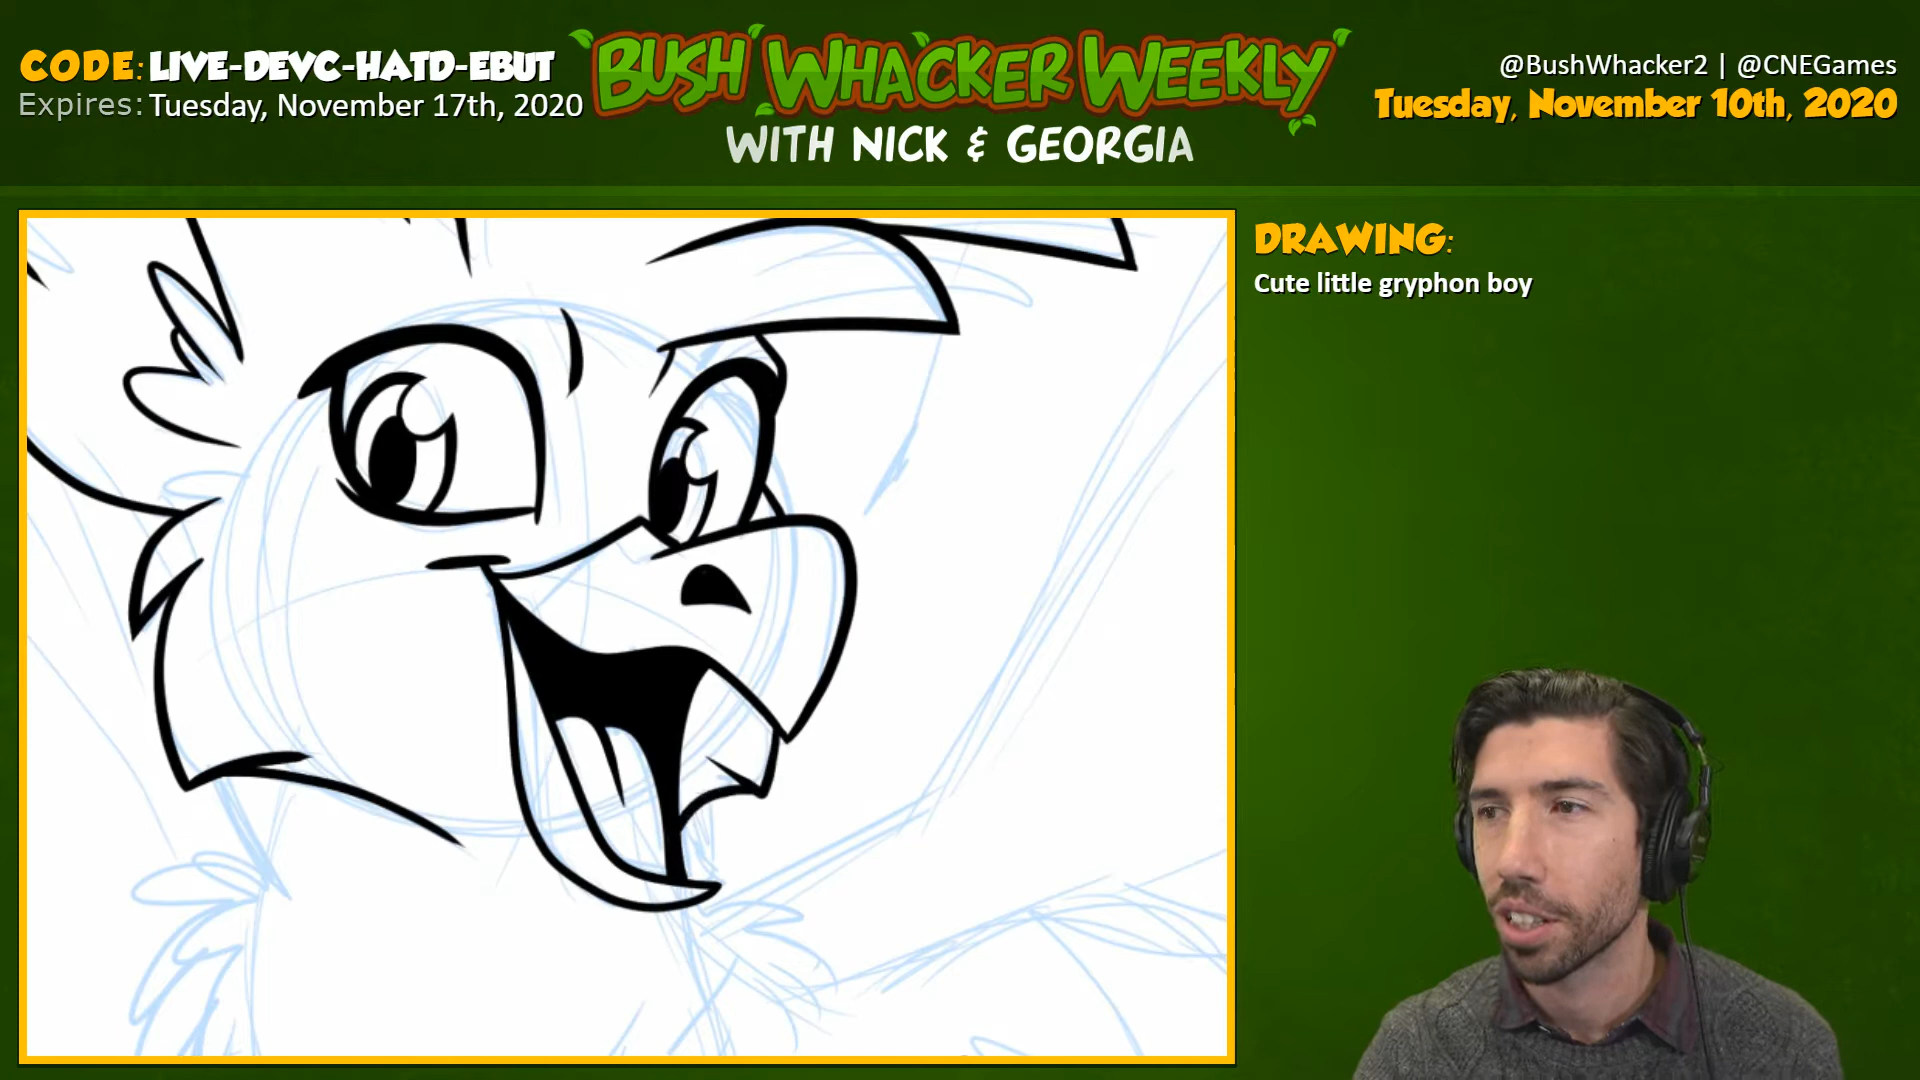 CODE: LIVE-DEVC-HATD-EBUT
Expires: Tuesday, November 17th, 2020
BUSH WHACKER WEEKLY
WITH NICK & GEORGIA
@BushWhacker2 | @CNEGames
Tuesday, November 10th, 2020
DRAWING:
Cute little gryphon boy